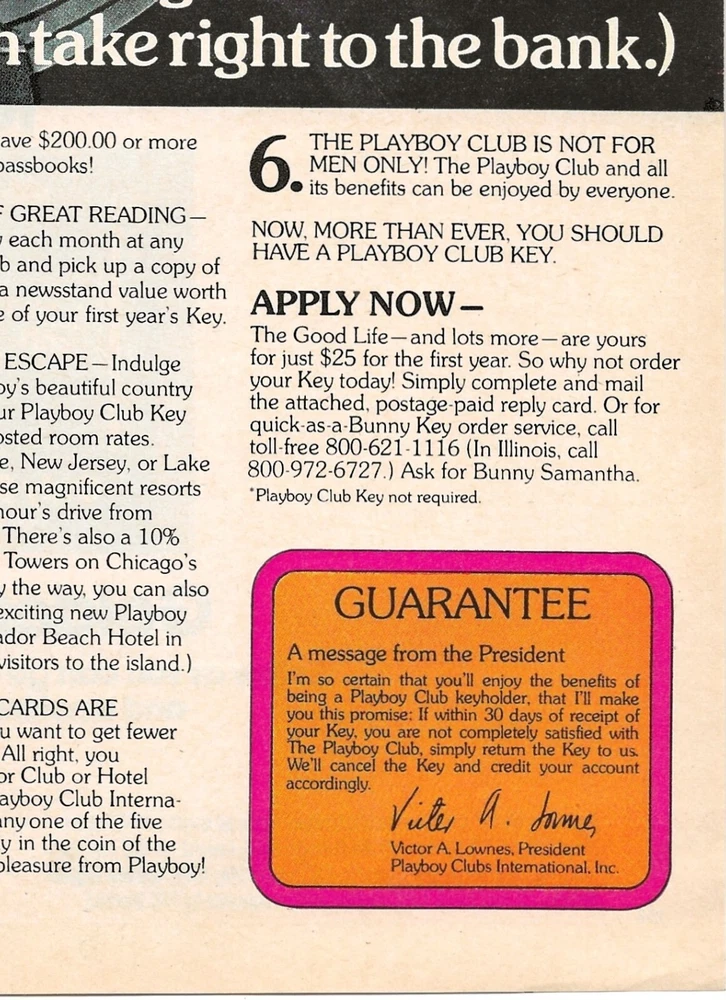 n take right to the bank.)
ave $200.00 or more
passbooks!
F GREAT READING—
y each month at any
b and pick up a copy of
a newsstand value worth
e of your first year's Key.
ESCAPE—Indulge
oy's beautiful country
ur Playboy Club Key
osted room rates.
e, New Jersey, or Lake
se magnificent resorts
hour's drive from
There's also a 10%
Towers on Chicago's
y the way, you can also
exciting new Playboy
ador Beach Hotel in
visitors to the island.)
CARDS ARE
u want to get fewer
All right, you
or Club or Hotel
ayboy Club Interna-
any one of the five
y in the coin of the
pleasure from Playboy!
6. THE PLAYBOY CLUB IS NOT FOR
MEN ONLY! The Playboy Club and all
its benefits can be enjoyed by everyone.
NOW, MORE THAN EVER, YOU SHOULD
HAVE A PLAYBOY CLUB KEY.
APPLY NOW—
The Good Life—and lots more—are yours
for just $25 for the first year. So why not order
your Key today! Simply complete and mail
the attached, postage-paid reply card. Or for
quick-as-a-Bunny Key order service, call
toll-free 800-621-1116 (In Illinois, call
800-972-6727.) Ask for Bunny Samantha.
*Playboy Club Key not required.
GUARANTEE
A message from the President
I'm so certain that you'll enjoy the benefits of
being a Playboy Club keyholder, that I'll make
you this promise: If within 30 days of receipt of
your Key, you are not completely satisfied with
The Playboy Club, simply return the Key to us.
We'll cancel the Key and credit your account
accordingly.
Victor A. Lownes
Victor A. Lownes, President
Playboy Clubs International, Inc.